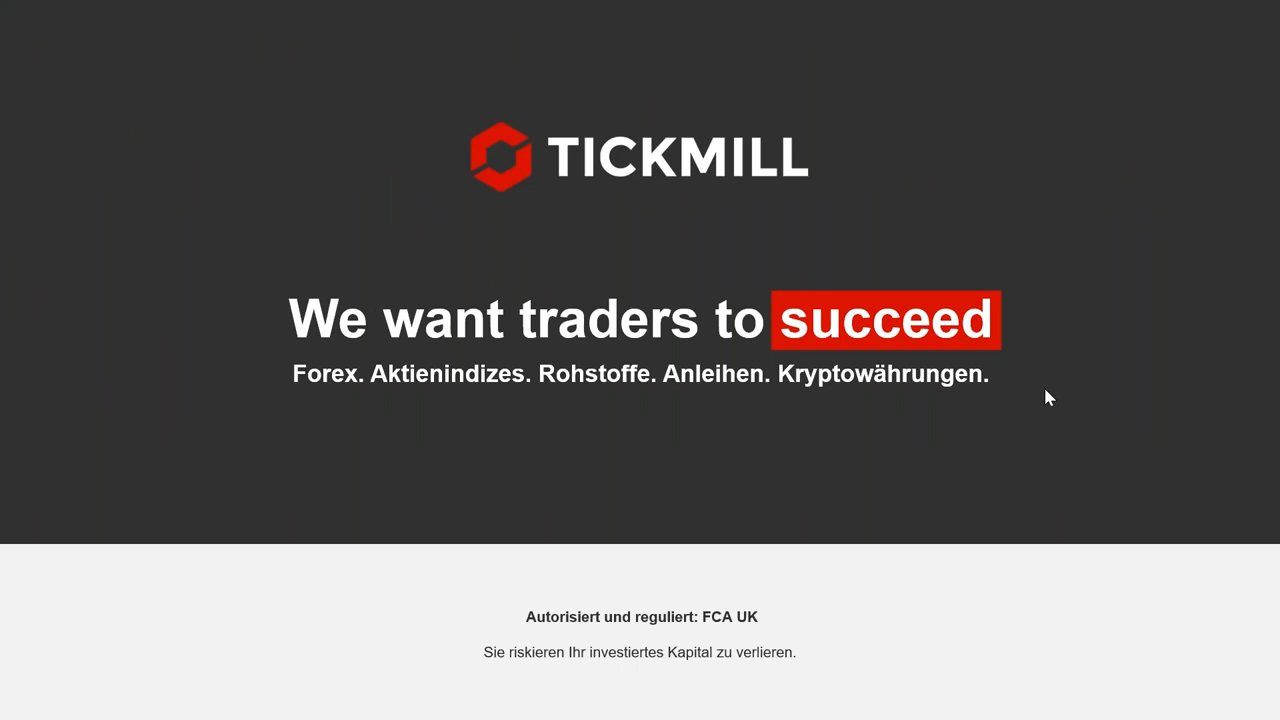 TICKMILL
We want traders to succeed
Forex. Aktienindizes. Rohstoffe. Anleihen. Kryptowährungen.
Autorisiert und reguliert: FCA UK
Sie riskieren Ihr investiertes Kapital zu verlieren.